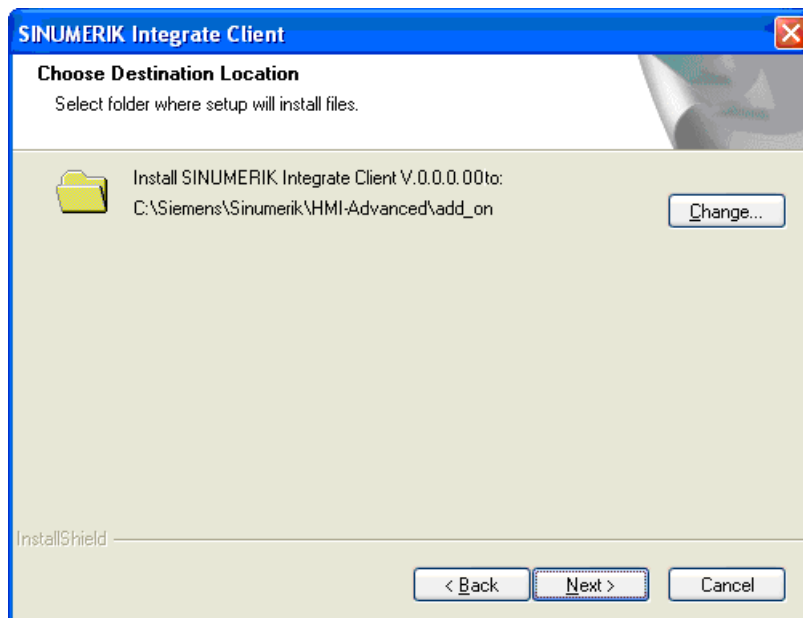 SINUMERIK Integrate Client
Choose Destination Location
Select folder where setup will install files.
Install SINUMERIK Integrate Client V.0.0.0.00to:
C:\Siemens\Sinumerik\HMI-Advanced\add_on
Change...
InstallShield
< Back
Next >
Cancel